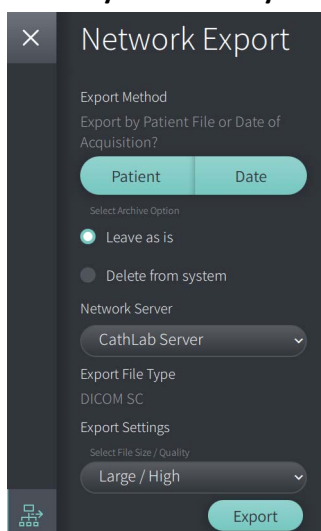 Network Export
Export Method
Export by Patient File or Date of
Acquisition?
Patient Date
Select Archive Option
Leave as is
Delete from system
Network Server
CathLab Server
Export File Type
DICOM SC
Export Settings
Select File Size / Quality
Large / High
Export